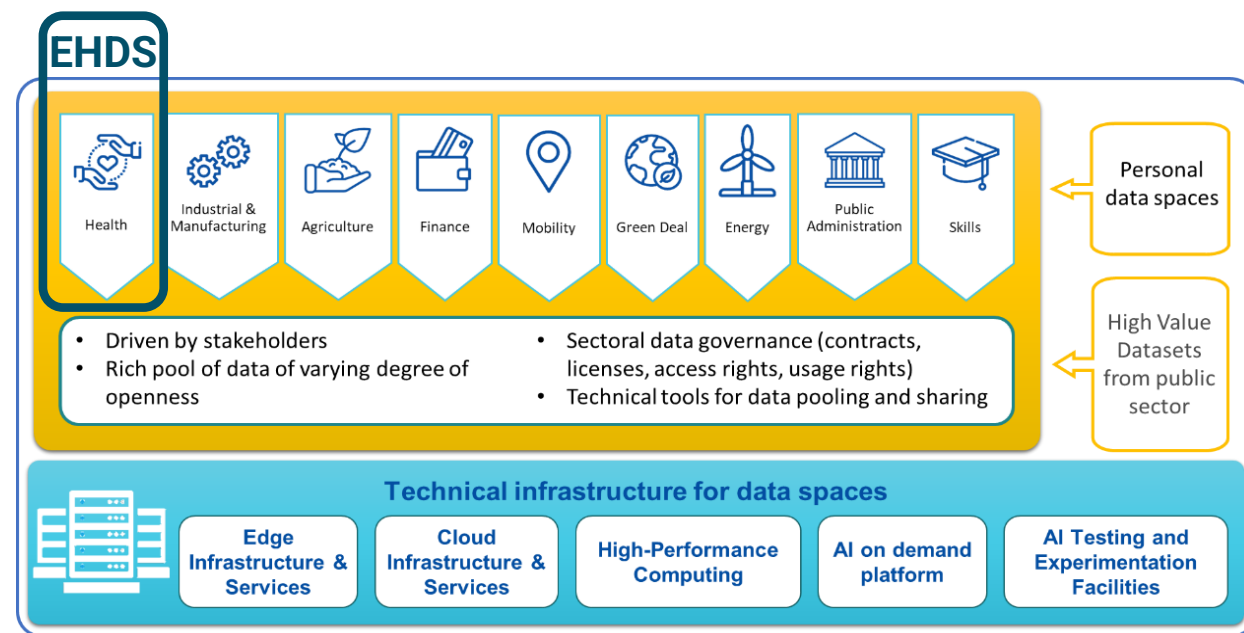 EHDS
Health
Industrial &
Manufacturing
Agriculture
Finance
Mobility
Green Deal
Energy
Public
Administration
Skills
Personal
data spaces
• Driven by stakeholders
• Rich pool of data of varying degree of
openness
• Sectoral data governance (contracts,
licenses, access rights, usage rights)
• Technical tools for data pooling and sharing
High Value
Datasets
from public
sector
Technical infrastructure for data spaces
Edge
Infrastructure &
Services
Cloud
Infrastructure &
Services
High-Performance
Computing
AI on demand
platform
AI Testing and
Experimentation
Facilities